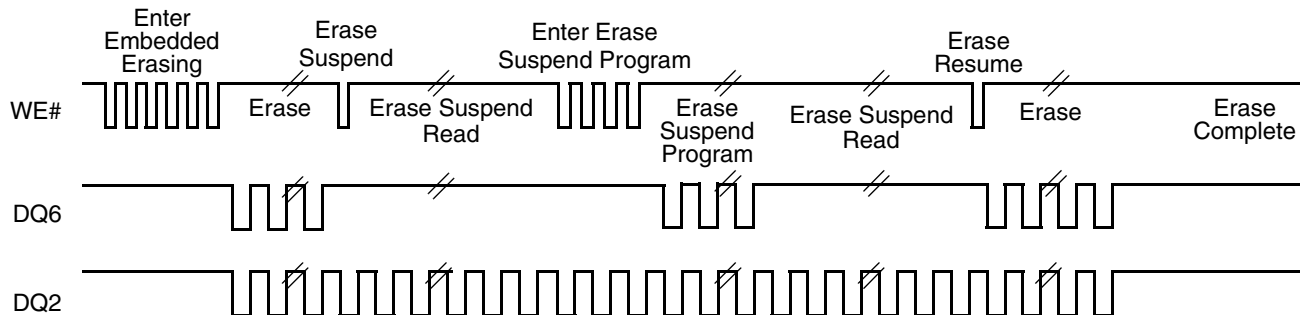 Enter
Embedded
Erasing
Erase
Suspend
Enter Erase
Suspend Program
Erase
Resume
WE#
Erase
Erase Suspend
Read
Erase
Suspend
Program
Erase Suspend
Read
Erase
Erase
Complete
DQ6
DQ2